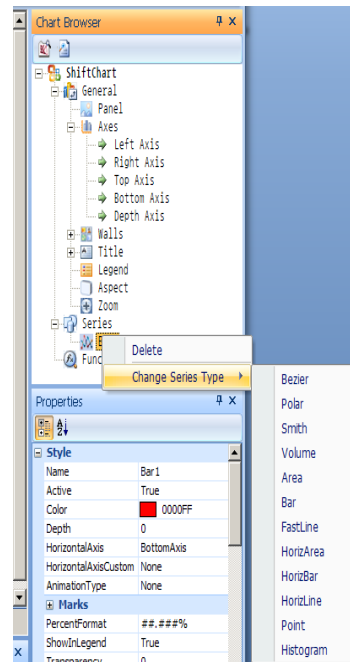 Chart Browser
ShiftChart
General
Panel
Axes
Left Axis
Right Axis
Top Axis
Bottom Axis
Depth Axis
Walls
Title
Legend
Aspect
Zoom
Series
Delete
Change Series Type
Bezier
Polar
Smith
Volume
Area
Bar
FastLine
HorizArea
HorizBar
HorizLine
Point
Histogram
Properties
Style
Name Bar1
Active True
Color 0000FF
Depth 0
HorizontalAxis BottomAxis
HorizontalAxisCustom None
AnimationType None
Marks
PercentFormat ##.###%
ShowInLegend True
Transparency 0